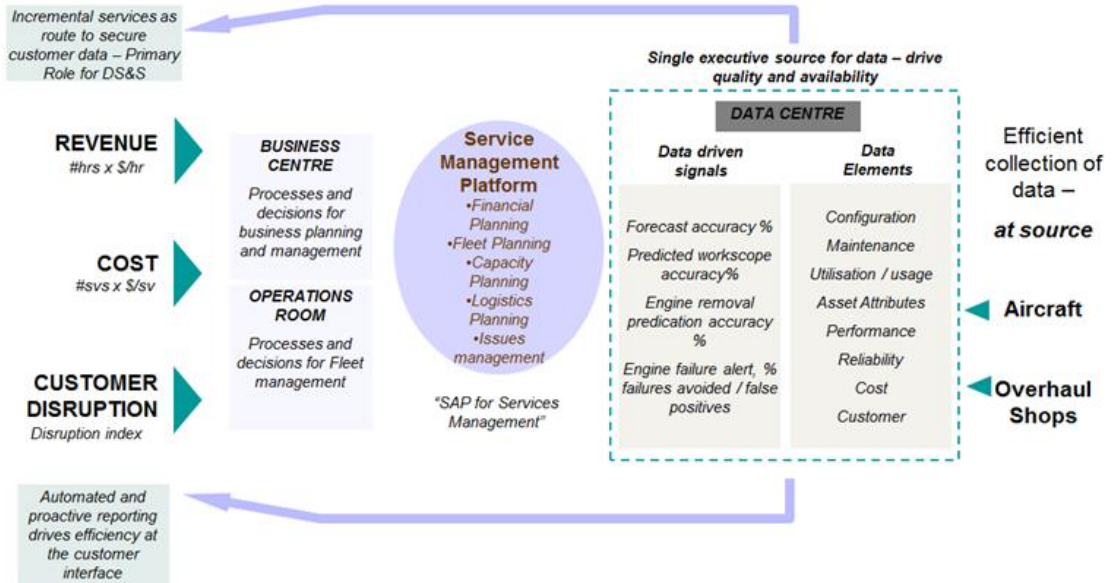 Incremental services as
route to secure
customer data – Primary
Role for DS&S
Single executive source for data – drive
quality and availability
REVENUE
#hrs x $/hr
COST
#svs x $/sv
CUSTOMER
DISRUPTION
Disruption index
BUSINESS
CENTRE
Processes and
decisions for
business planning
and management
OPERATIONS
ROOM
Processes and
decisions for Fleet
management
Service
Management
Platform
•Financial
Planning
•Fleet Planning
•Capacity
Planning
•Logistics
Planning
•Issues
management
“SAP for Services
Management”
DATA CENTRE
Data driven
signals
Forecast accuracy %
Predicted workscope
accuracy%
Engine removal
predication accuracy
%
Engine failure alert, %
failures avoided / false
positives
Data
Elements
Configuration
Maintenance
Utilisation / usage
Asset Attributes
Performance
Reliability
Cost
Customer
Efficient
collection of
data –
at source
Aircraft
Overhaul
Shops
Automated and
proactive reporting
drives efficiency at
the customer
interface